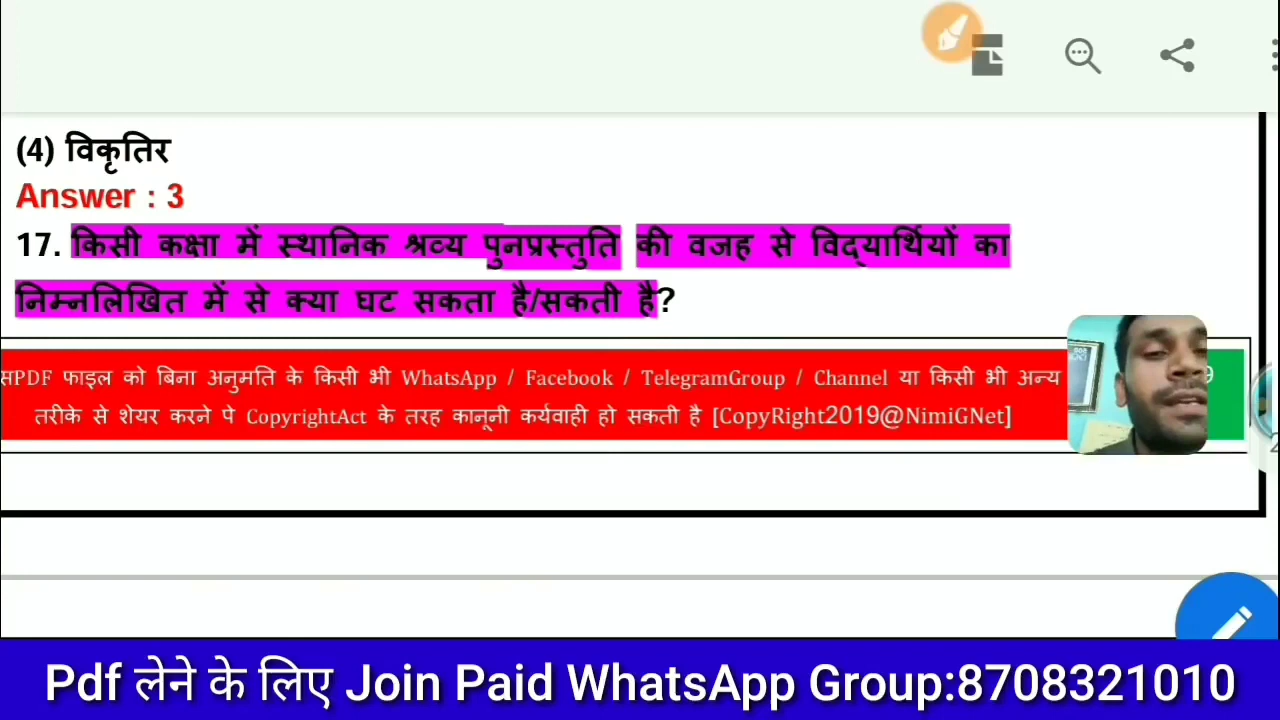 (4) विकृतिर
Answer : 3
17. किसी कक्षा में स्थानिक श्रव्य पुनप्रस्तुति की वजह से विद्यार्थियों का
निम्नलिखित में से क्या घट सकता है/सकती है?
सPDF फाइल को बिना अनुमति के किसी भी WhatsApp / Facebook / TelegramGroup / Channel या किसी भी अन्य
तरीके से शेयर करने पे CopyrightAct के तरह कानूनी कर्यवाही हो सकती है [CopyRight2019@NimiGNet]
Pdf लेने के लिए Join Paid WhatsApp Group:8708321010